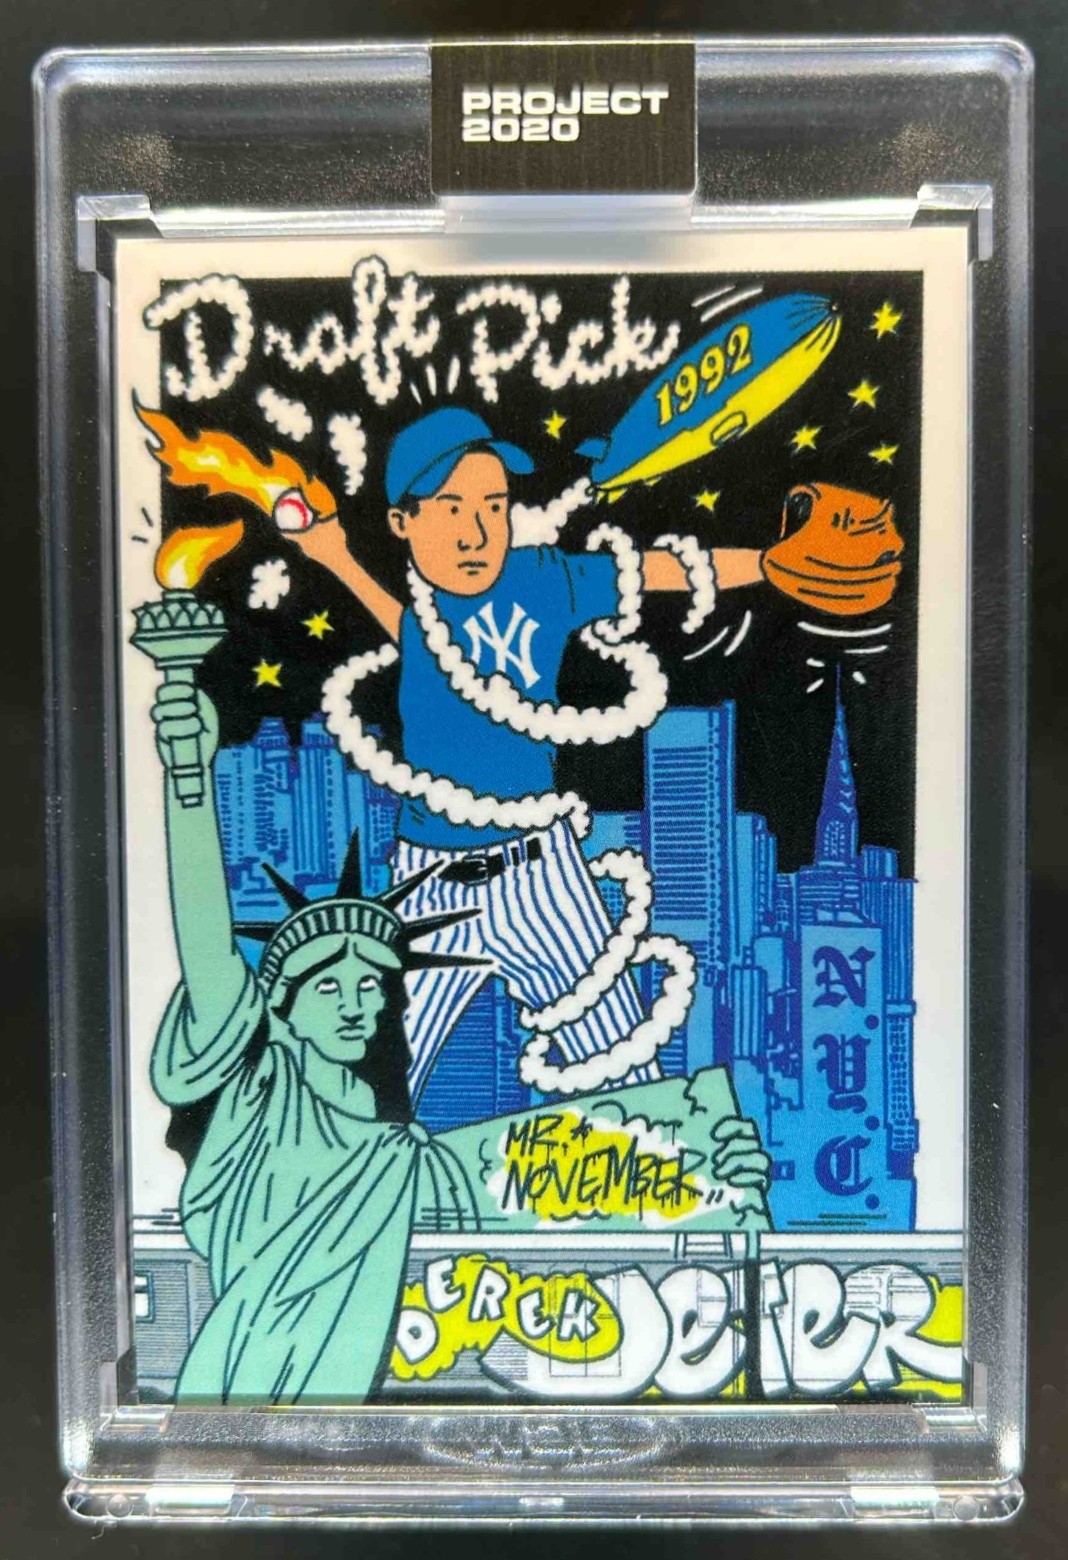 PROJECT
2020
Draft Pick
1992
NY
N.Y.C.
MR.
NOVEMBER..
DEREK JETER